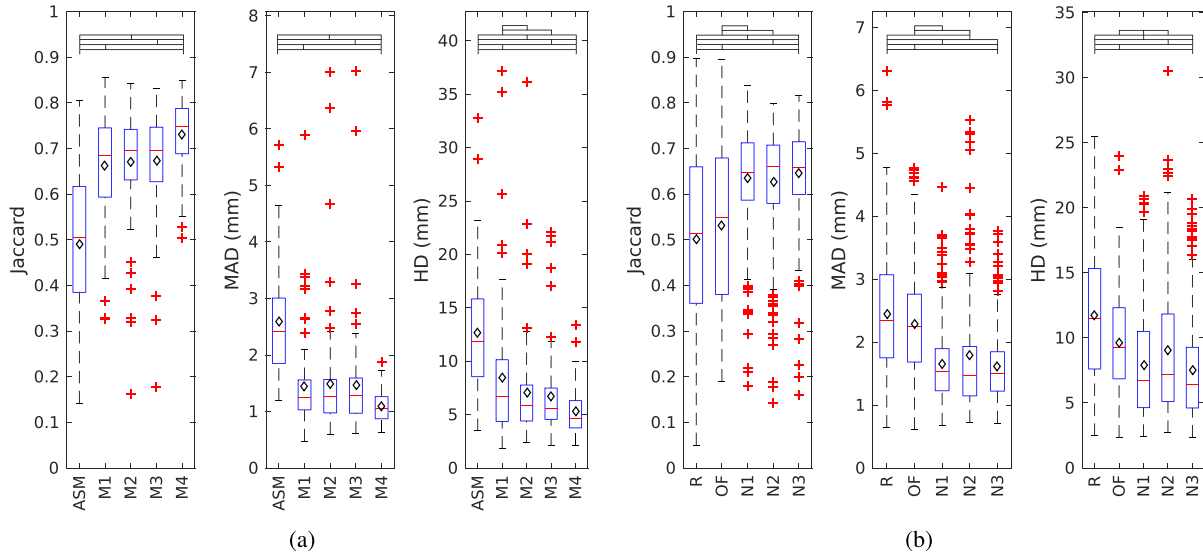 Jaccard
1
0.9
0.8
0.7
0.6
0.5
0.4
0.3
0.2
0.1
0
ASM
M1
M2
M3
M4
MAD (mm)
8
7
6
5
4
3
2
1
0
ASM
M1
M2
M3
M4
HD (mm)
40
35
30
25
20
15
10
5
0
ASM
M1
M2
M3
M4
(a)
Jaccard
1
0.9
0.8
0.7
0.6
0.5
0.4
0.3
0.2
0.1
0
R
OF
N1
N2
N3
MAD (mm)
7
6
5
4
3
2
1
0
R
OF
N1
N2
N3
HD (mm)
35
30
25
20
15
10
5
0
R
OF
N1
N2
N3
(b)